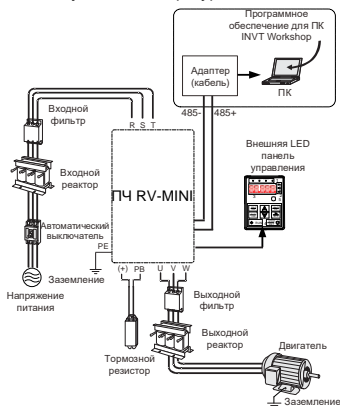 Программное
обеспечение для ПК
INVT Workshop
Адаптер
(кабель)
ПК
485-
485+
Входной
фильтр
R S T
Внешняя LED
панель
управления
Входной
реактор
ПЧ RV-MINI
Автоматический
выключатель
PE
Заземление
(+) PB
U V W
Напряжение
питания
Выходной
фильтр
Выходной
реактор
Двигатель
Тормозной
резистор
Заземление